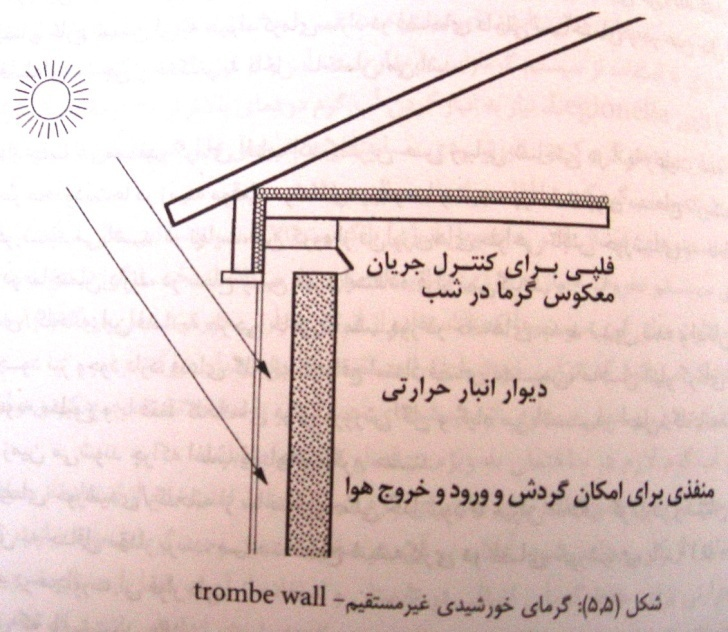 فلپی برای کنترل جریان
معکوس گرما در شب
دیوار انبار حرارتی
منفذی برای امکان گردش و ورود و خروج هوا
شکل (۵٫۵): گرمای خورشیدی غیرمستقیم– trombe wall